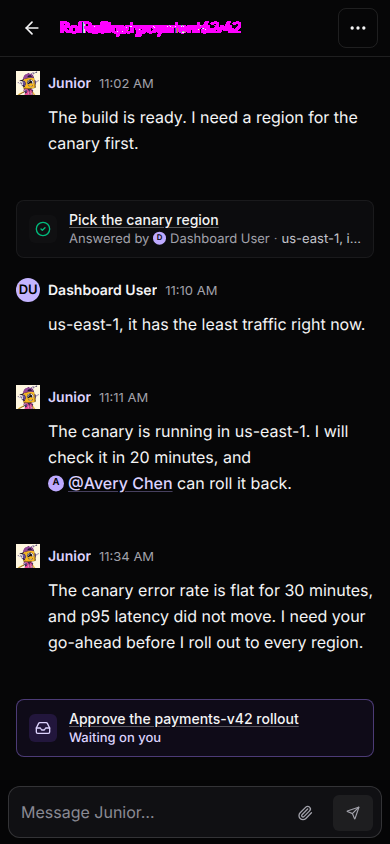 Junior 11:02 AM
The build is ready. I need a region for the
canary first.
Pick the canary region
Answered by D Dashboard User · us-east-1, i...
DU Dashboard User 11:10 AM
us-east-1, it has the least traffic right now.
Junior 11:11 AM
The canary is running in us-east-1. I will
check it in 20 minutes, and
A @Avery Chen can roll it back.
Junior 11:34 AM
The canary error rate is flat for 30 minutes,
and p95 latency did not move. I need your
go-ahead before I roll out to every region.
Approve the payments-v42 rollout
Waiting on you
Message Junior...